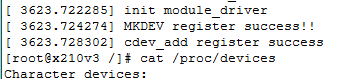 [ 3623.722285] init module_driver
[ 3623.724274] MKDEV register success!!
[ 3623.728302] cdev_add register success
[root@x210v3 /]# cat /proc/devices
Character devices: